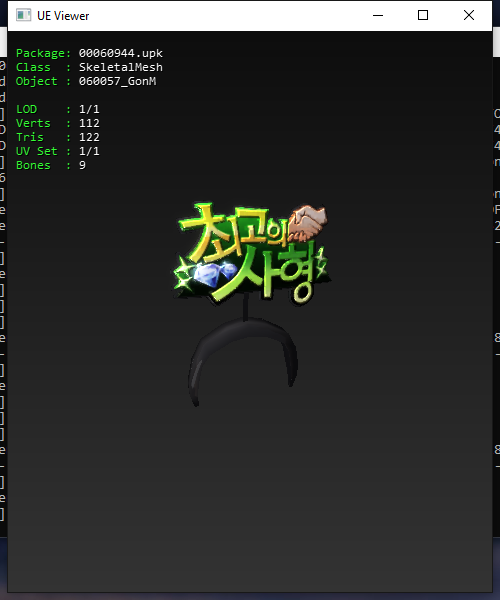 UE Viewer
Package: 00060944.upk
Class : SkeletalMesh
Object : 060057_GonM
LOD : 1/1
Verts : 112
Tris : 122
UV Set : 1/1
Bones : 9
최고의
사형